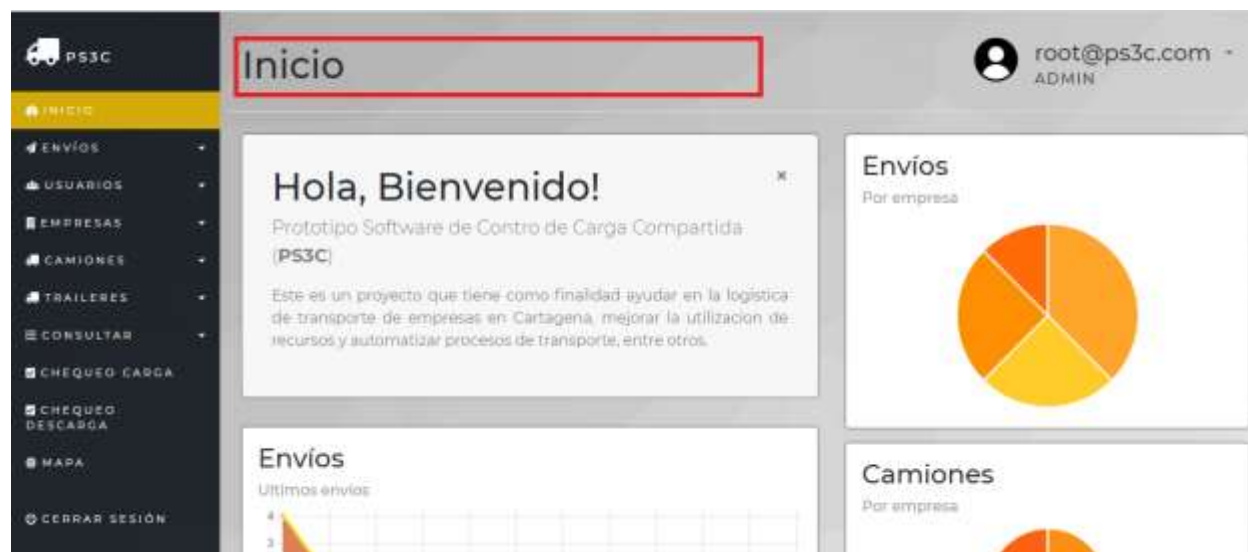 PS3C
INICIO
ENVÍOS
USUARIOS
EMPRESAS
CAMIONES
TRAILERES
CONSULTAR
CHEQUEO CARGA
CHEQUEO
DESCARGA
MAPA
CERRAR SESIÓN
Inicio
root@ps3c.com
ADMIN
Hola, Bienvenido!
Prototipo Software de Contro de Carga Compartida
(PS3C)
Este es un proyecto que tiene como finalidad ayudar en la logística
de transporte de empresas en Cartagena, mejorar la utilizacion de
recursos y automatizar procesos de transporte, entre otros.
Envíos
Ultimos envios
4
3
Envíos
Por empresa
Camiones
Por empresa